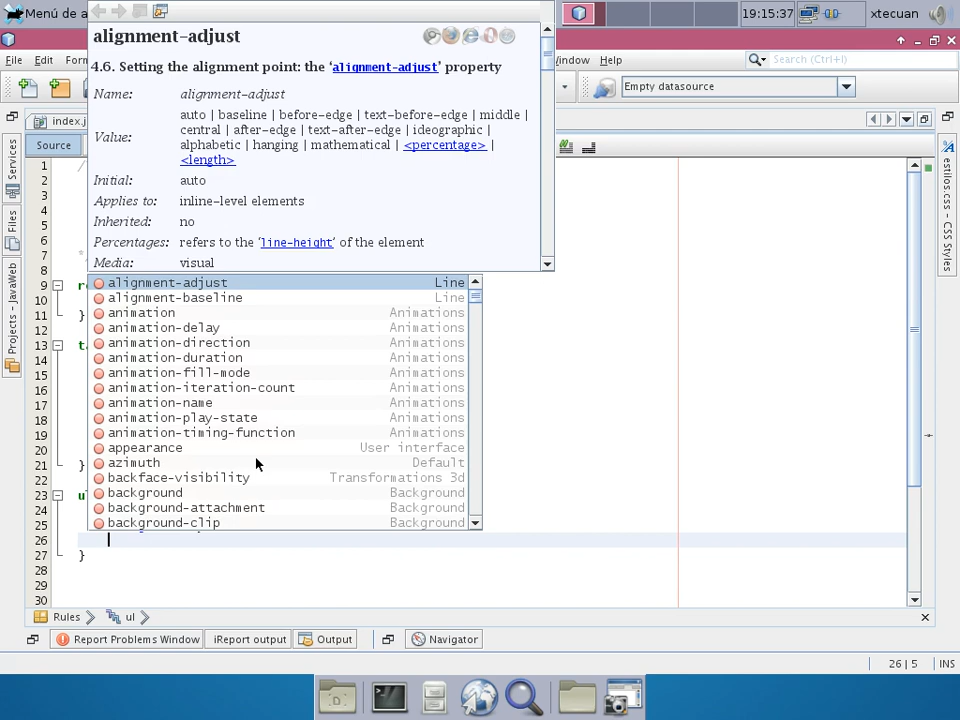 Menú de a
19:15:37
xtecuan
alignment-adjust
4.6. Setting the alignment point: the ‘alignment-adjust’ property
Name: alignment-adjust
Value: auto | baseline | before-edge | text-before-edge | middle |
central | after-edge | text-after-edge | ideographic |
alphabetic | hanging | mathematical | <percentage> |
<length>
Initial: auto
Applies to: inline-level elements
Inherited: no
Percentages: refers to the ‘line-height’ of the element
Media: visual
File Edit
indow Help
Search (Ctrl+I)
Empty datasource
index.j
Source
Services
Files
Projects - JavaWeb
estilos.css - CSS Styles
1
2
3
4
5
6
7
8
9
10
11 }
12
13
14
15
16
17
18
19
20
21 }
22
23
24
25
26
27 }
28
29
30
alignment-adjust Line
alignment-baseline Line
animation Animations
animation-delay Animations
animation-direction Animations
animation-duration Animations
animation-fill-mode Animations
animation-iteration-count Animations
animation-name Animations
animation-play-state Animations
animation-timing-function Animations
appearance User interface
azimuth Default
backface-visibility Transformations 3d
background Background
background-attachment Background
background-clip Background
Rules ul
Report Problems Window iReport output Output Navigator
26 | 5 INS